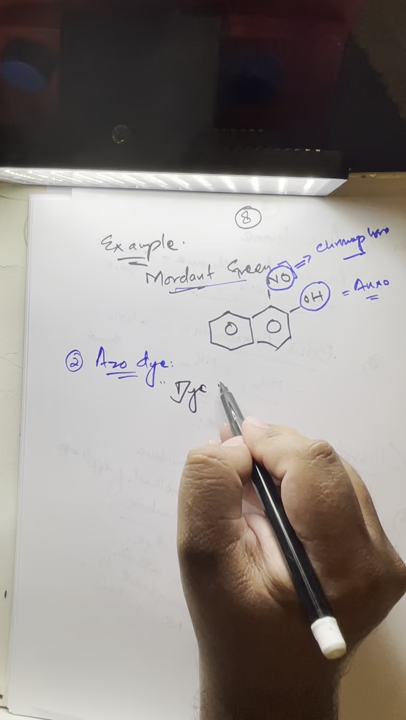 8
Example.
Mordant Green
NO ⇒ chromophore
OH = Auxo
② Azo dye:
Dye